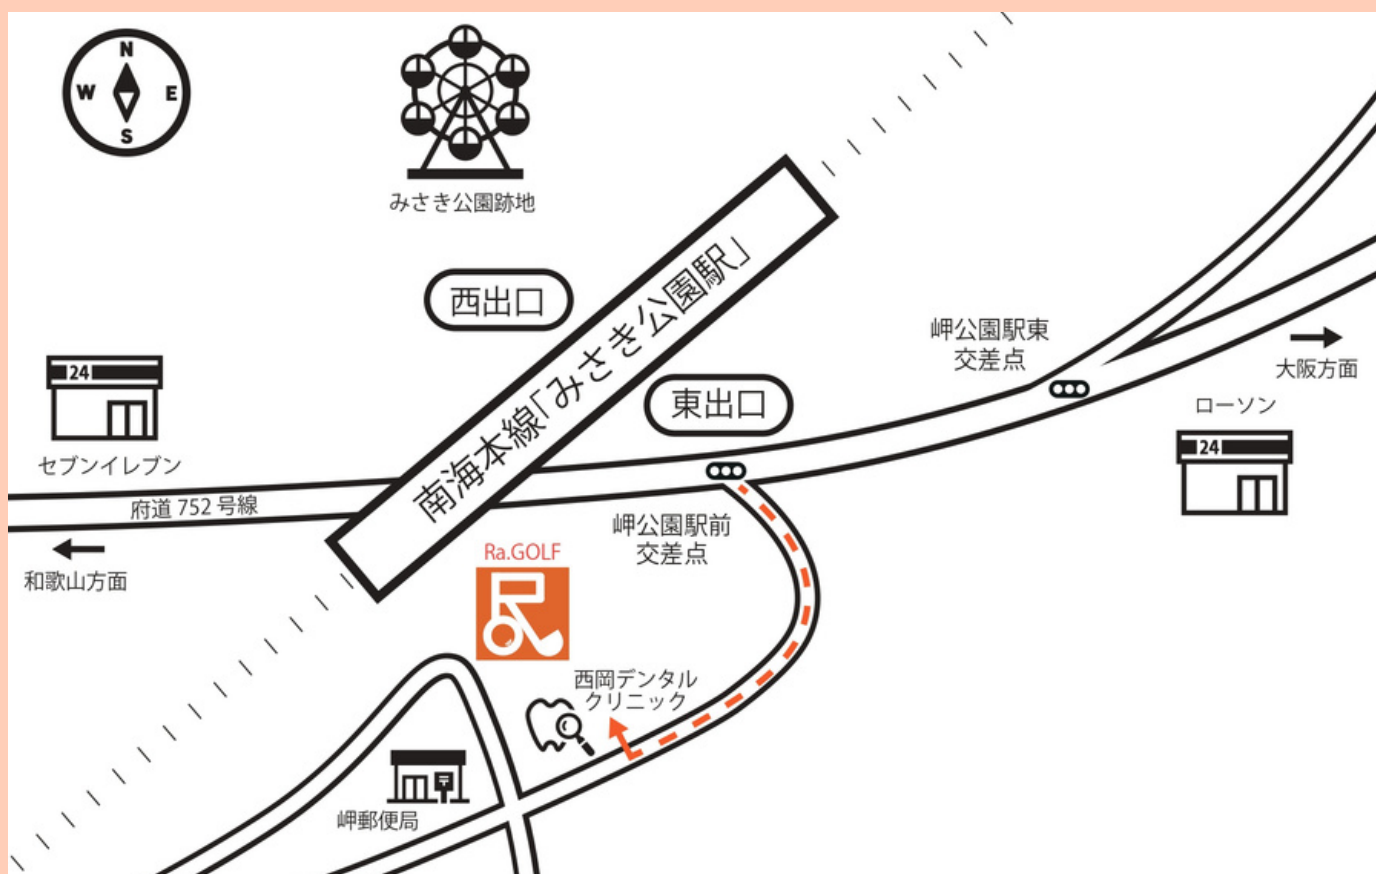 N
W
E
S
みさき公園跡地
西出口
南海本線「みさき公園駅」
岬公園駅東
交差点
大阪方面
東出口
ローソン
24
24
セブンイレブン
府道 752 号線
岬公園駅前
交差点
和歌山方面
Ra.GOLF
西岡デンタル
クリニック
岬郵便局